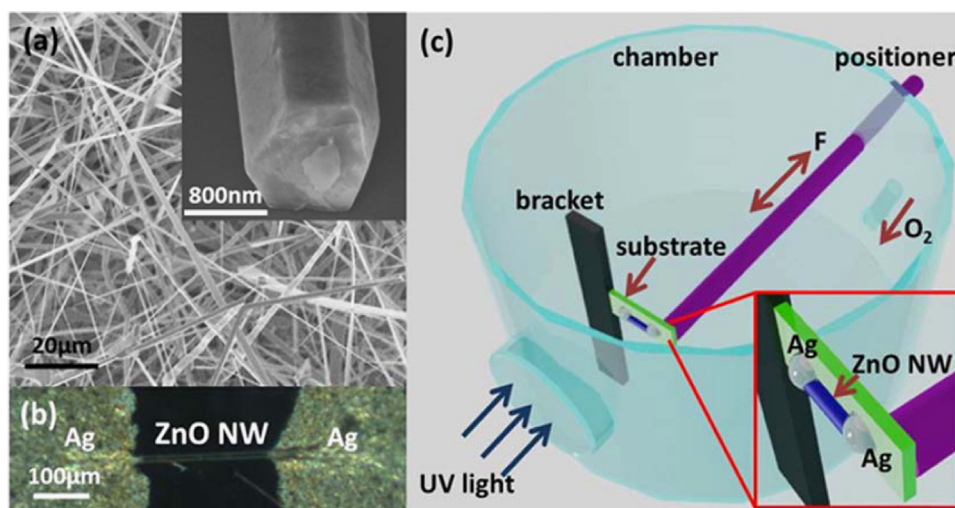 (a)
800nm
20μm
(b)
Ag
ZnO NW
Ag
100μm
(c)
chamber
positioner
F
bracket
substrate
O₂
UV light
Ag
ZnO NW
Ag